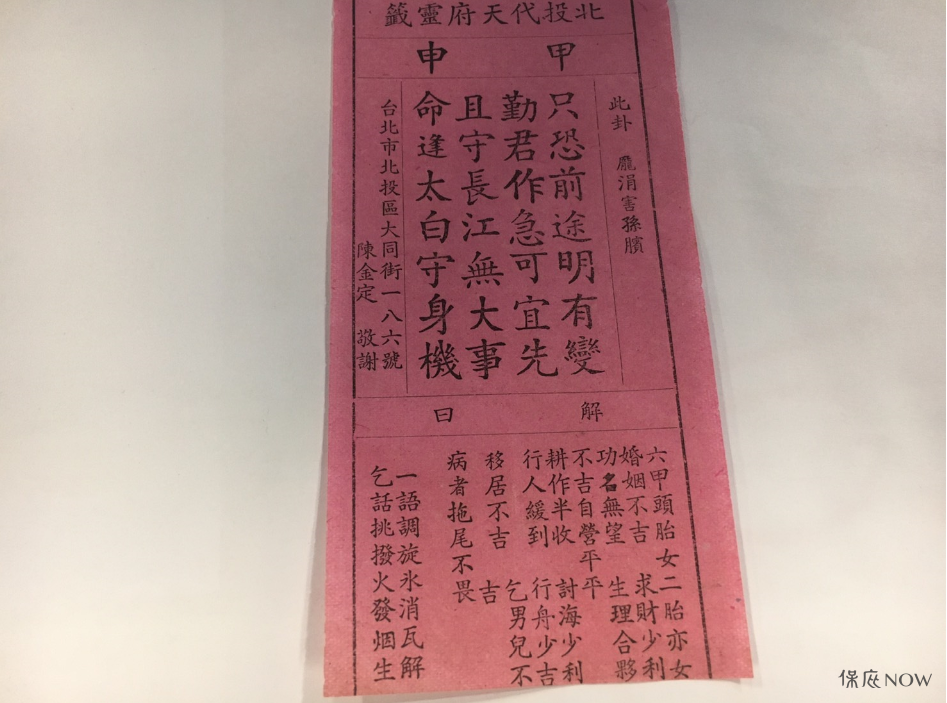 北投代天府靈籤
甲申
此卦 龐涓害孫臏
只恐前途明有變
勤君作急可宜先
且守長江無大事
命逢太白守身機
台北市北投區大同街一八六號
陳金定 敬謝
解曰
六甲頭胎女二胎亦女
婚姻不吉 求財少利
功名無望 生理合夥
不吉自營平平
耕作半收 討海少利
行人緩到 行舟少吉
乞男兒不
移居不吉 吉
病者拖尾不畏
一語調旋氷消瓦解
乞話挑撥火發烟生
保庇NOW